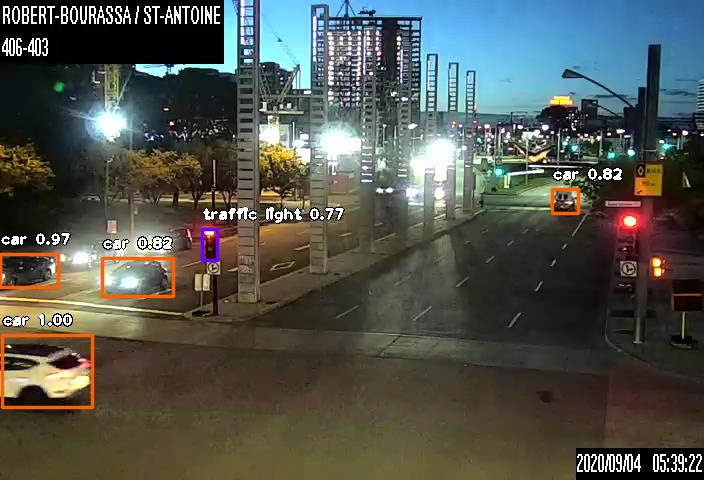 ROBERT-BOURASSA / ST-ANTOINE
406-403
car 0.82
traffic light 0.77
car 0.97
car 0.82
car 1.00
2020/09/04 05:39:22